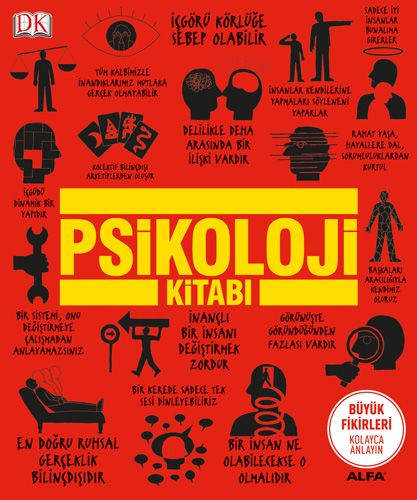 DK
İÇGÖRÜ KÖRLÜĞE
SEBEP OLABİLİR
SADECE İYİ
İNSANLAR
BUNALIMA
GİRERLER
TÜM KALBİMİZLE
İNANDIKLARIMIZ MUTLAKA
GERÇEK OLMAYABİLİR
İNSANLAR KENDİLERİNE
YAPMALARI SÖYLENENİ
YAPARLAR
DELİLİKLE DEHA
ARASINDA BİR
İLİŞKİ VARDIR
RAHAT YAŞA,
HAYALLERE DAL,
SORUMLULUKLARDAN
KURTUL
KOLEKTİF BİLİNÇDIŞI
ARKETİPLERDEN OLUŞUR
İÇGÜDÜ
DİNAMİK BİR
YAPIDIR
PSİKOLOJİ
KİTABI
BAŞKALARI
ARACILIĞIYLA
KENDİMİZ
OLURUZ
BİR SİSTEMİ, ONU
DEĞİŞTİRMEYE
ÇALIŞMADAN
ANLAYAMAZSINIZ
İNANÇLI
BİR İNSANI
DEĞİŞTİRMEK
ZORDUR
GÖRÜNÜŞTE
GÖRÜNDÜĞÜNDEN
FAZLASI VARDIR
BİR KEREDE SADECE TEK
SESİ DİNLEYEBİLİRİZ
BÜYÜK
FİKİRLERİ
KOLAYCA
ANLAYIN
EN DOĞRU RUHSAL
GERÇEKLİK
BİLİNÇDIŞIDIR
BİR İNSAN NE
OLABİLECEKSE O
OLMALIDIR
ALFA